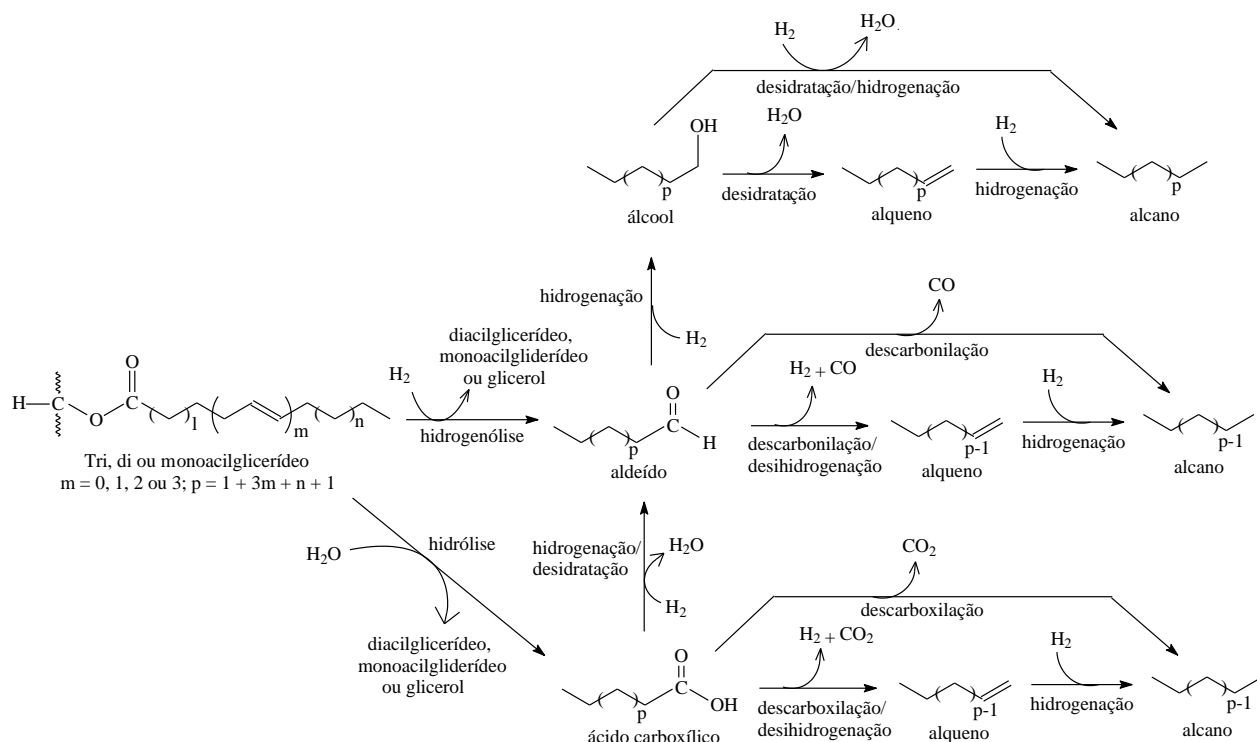 H2
H2O.
desidratação/hidrogenação
OH
H2O
H2
p
p
p
desidratação
hidrogenação
álcool
alqueno
alcano
hidrogenação
H2
CO
descarbonilação
diacilglicerídeo,
monoacilgliderídeo
ou glicerol
H2
H2 + CO
H2
O
H
O
l
m
n
hidrogenólise
O
H
p
aldeído
descarbonilação/
desihidrogenação
p-1
alqueno
hidrogenação
p-1
alcano
Tri, di ou monoacilglicerídeo
m = 0, 1, 2 ou 3; p = 1 + 3m + n + 1
H2O
hidrólise
hidrogenação/
desidratação
H2O
H2
CO2
descarboxilação
diacilglicerídeo,
monoacilgliderídeo
ou glicerol
O
OH
p
ácido carboxílico
H2 + CO2
descarboxilação/
desihidrogenação
p-1
alqueno
H2
hidrogenação
p-1
alcano